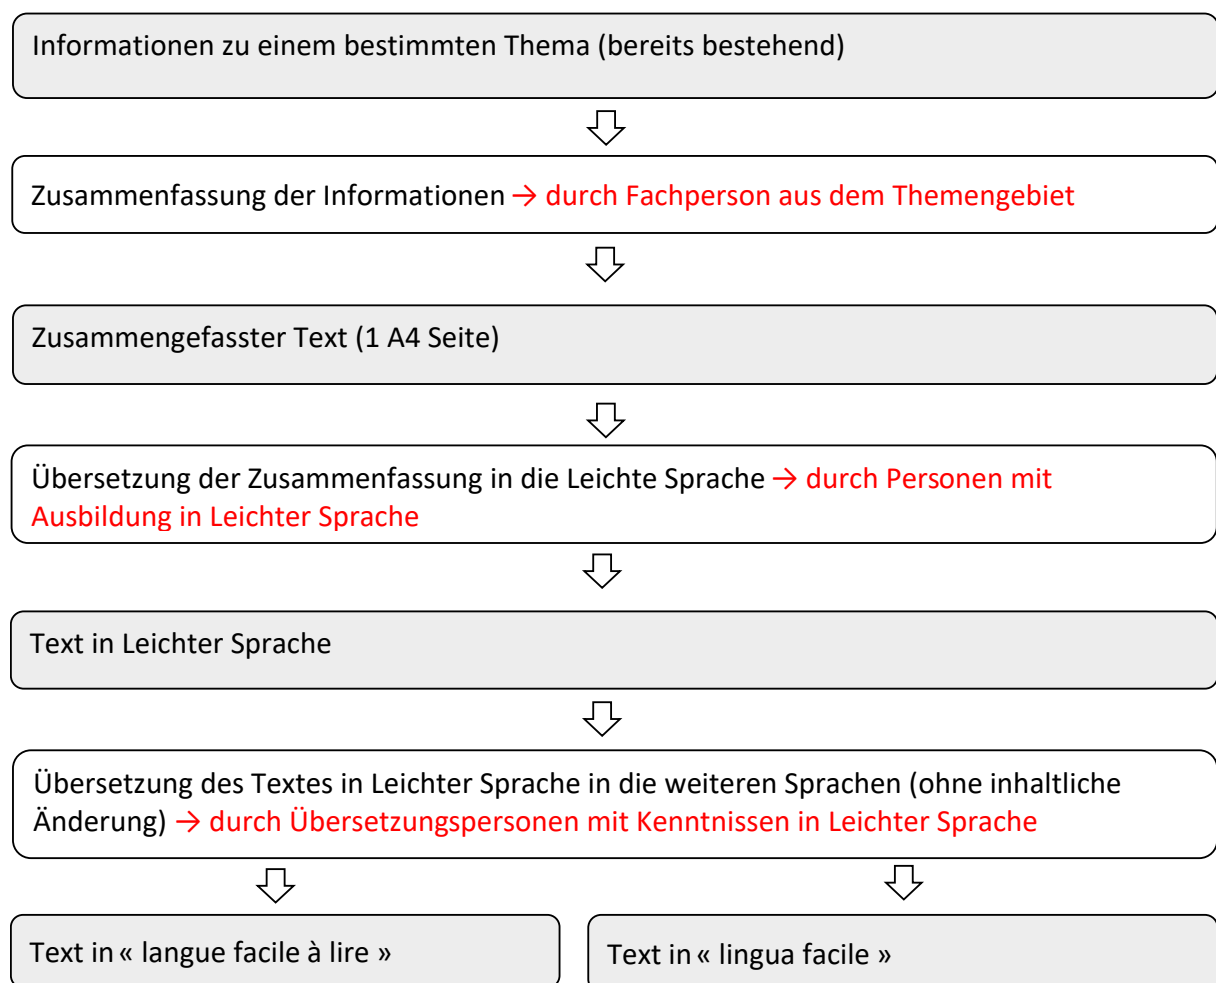 Informationen zu einem bestimmten Thema (bereits bestehend)
Zusammenfassung der Informationen → durch Fachperson aus dem Themengebiet
Zusammengefasster Text (1 A4 Seite)
Übersetzung der Zusammenfassung in die Leichte Sprache → durch Personen mit
Ausbildung in Leichter Sprache
Text in Leichter Sprache
Übersetzung des Textes in Leichter Sprache in die weiteren Sprachen (ohne inhaltliche
Änderung) → durch Übersetzungspersonen mit Kenntnissen in Leichter Sprache
Text in « langue facile à lire »
Text in « lingua facile »